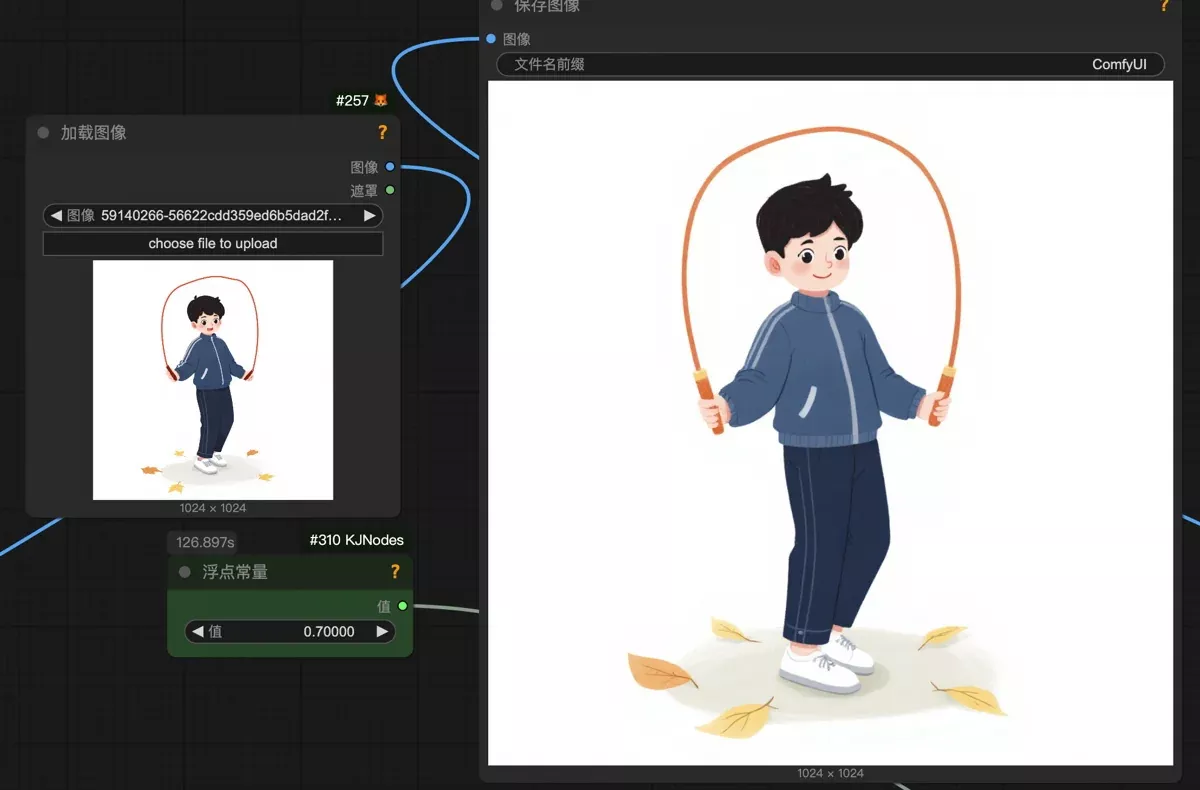 保存图像
?
图像
文件名前缀 ComfyUI
#257
加载图像 ?
图像
遮罩
图像 59140266-56622cdd359ed6b5dad2f...
choose file to upload
1024 × 1024
126.897s #310 KJNodes
浮点常量 ?
值
值 0.70000
1024 × 1024